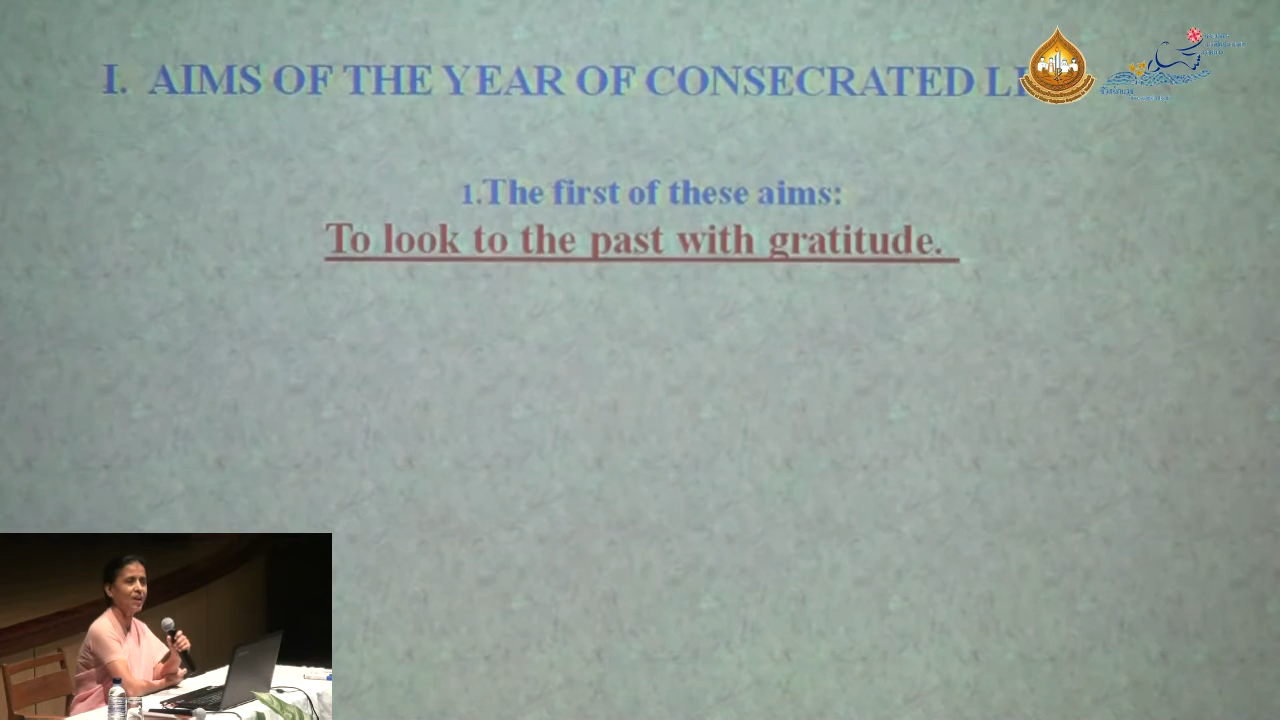 I. AIMS OF THE YEAR OF CONSECRATED LI
1.The first of these aims:
To look to the past with gratitude.